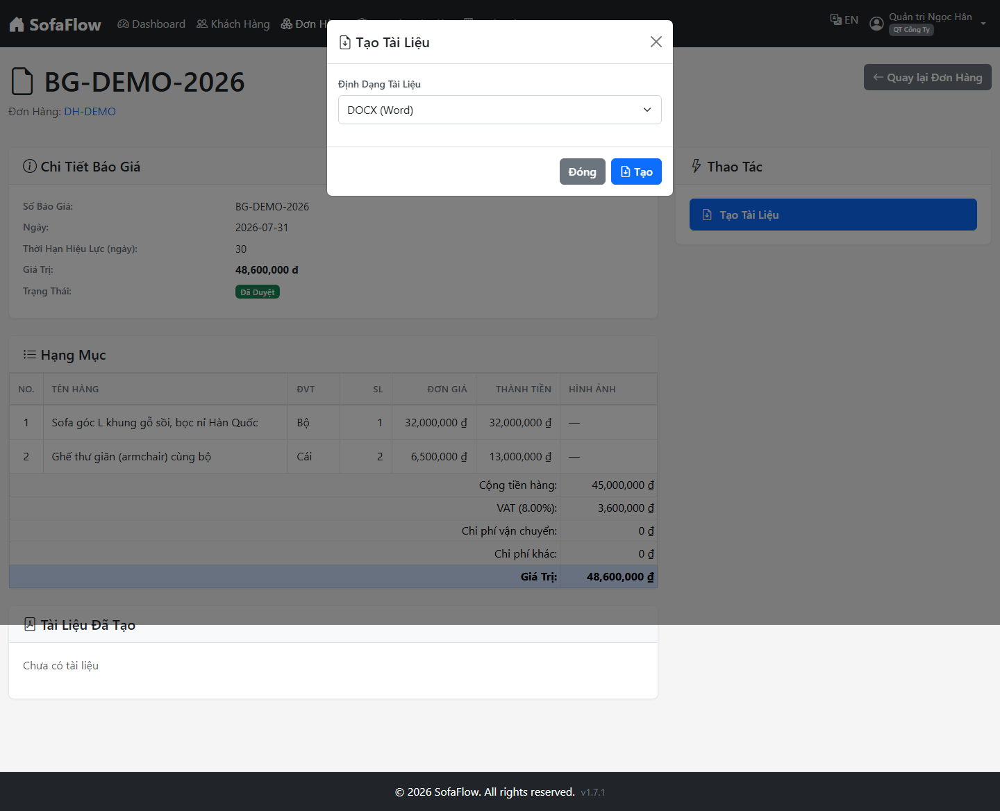 SofaFlow
Dashboard
Khách Hàng
Đơn H
EN
Quản trị Ngọc Hân
QT Công Ty
Tạo Tài Liệu
Định Dạng Tài Liệu
DOCX (Word)
Đóng
Tạo
BG-DEMO-2026
Đơn Hàng: DH-DEMO
Quay lại Đơn Hàng
Chi Tiết Báo Giá
Số Báo Giá: BG-DEMO-2026
Ngày: 2026-07-31
Thời Hạn Hiệu Lực (ngày): 30
Giá Trị: 48,600,000 đ
Trạng Thái: Đã Duyệt
Thao Tác
Tạo Tài Liệu
Hạng Mục
NO. TÊN HÀNG ĐVT SL ĐƠN GIÁ THÀNH TIỀN HÌNH ẢNH
1 Sofa góc L khung gỗ sồi, bọc nỉ Hàn Quốc Bộ 1 32,000,000 ₫ 32,000,000 ₫ —
2 Ghế thư giãn (armchair) cùng bộ Cái 2 6,500,000 ₫ 13,000,000 ₫ —
Cộng tiền hàng: 45,000,000 ₫
VAT (8.00%): 3,600,000 ₫
Chi phí vận chuyển: 0 ₫
Chi phí khác: 0 ₫
Giá Trị: 48,600,000 ₫
Tài Liệu Đã Tạo
Chưa có tài liệu
© 2026 SofaFlow. All rights reserved. v1.7.1